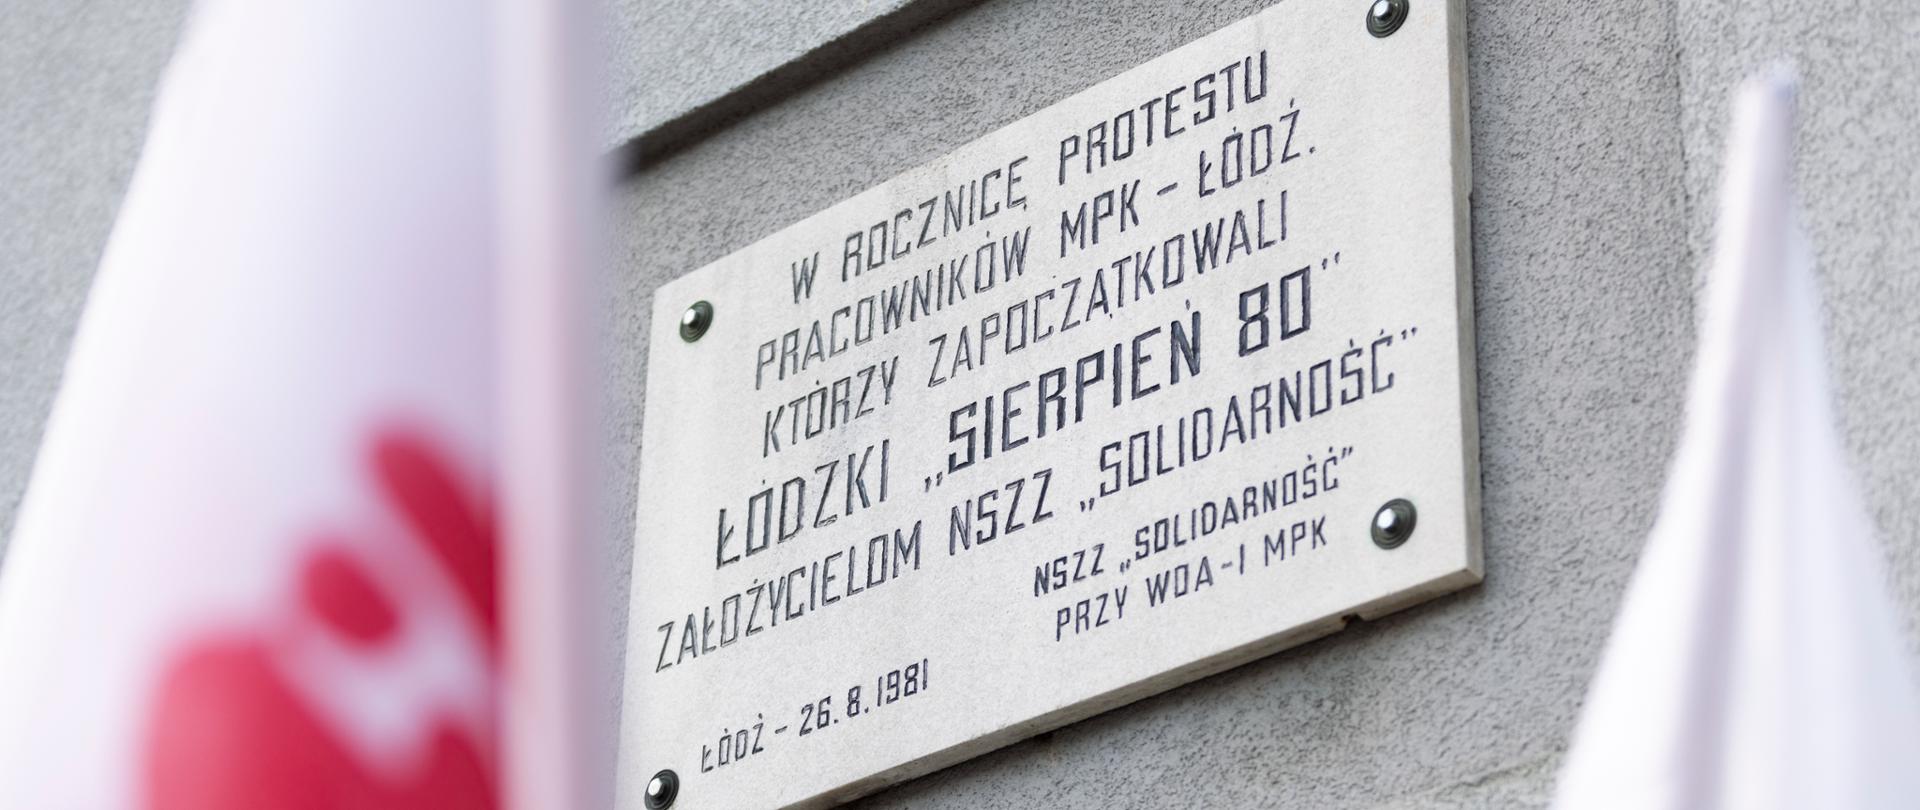 W ROCZNICĘ PROTESTU
PRACOWNIKÓW MPK - ŁÓDŹ.
KTÓRZY ZAPOCZĄTKOWALI
ŁÓDZKI „SIERPIEŃ 80”
ZAŁOŻYCIELOM NSZZ „SOLIDARNOŚĆ”
NSZZ „SOLIDARNOŚĆ”
PRZY WDA-I MPK
ŁÓDŹ - 26.8.1981